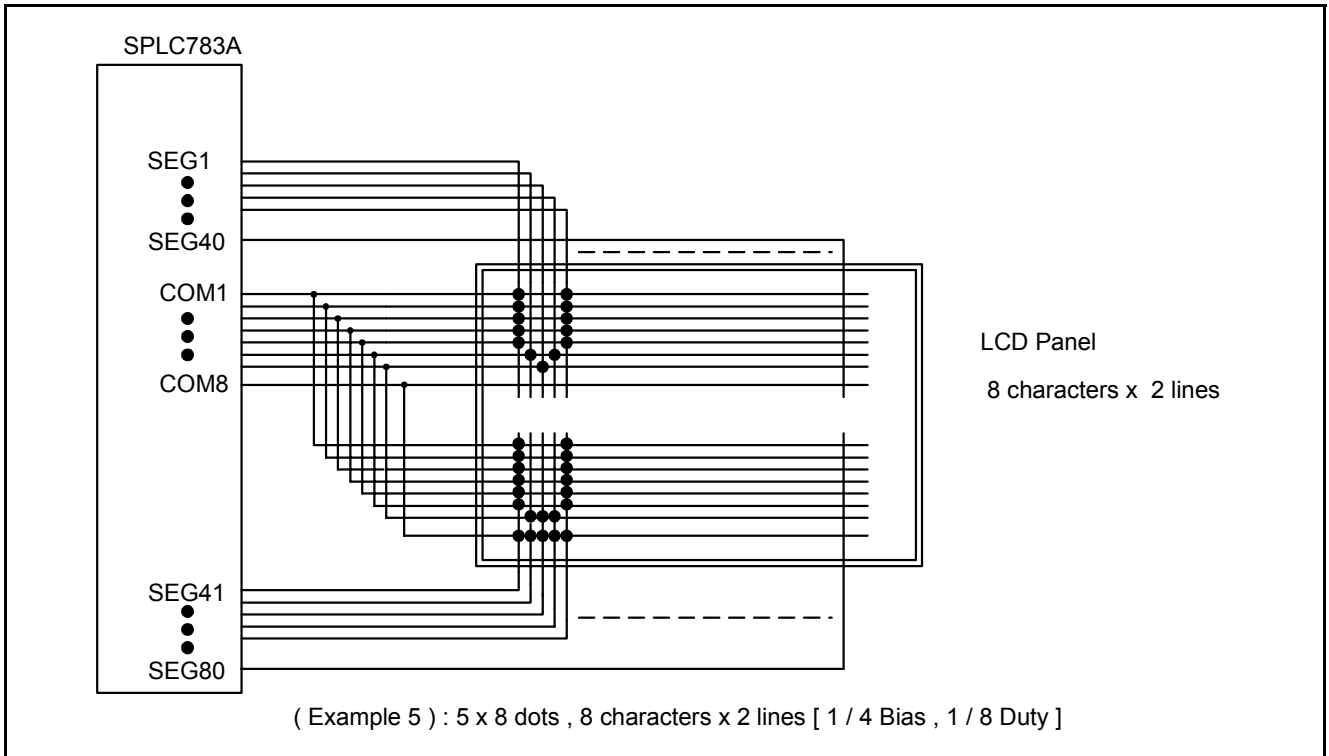 SPLC783A
SEG1
SEG40
COM1
COM8
LCD Panel
8 characters x 2 lines
SEG41
SEG80
( Example 5 ) : 5 x 8 dots , 8 characters x 2 lines [ 1 / 4 Bias , 1 / 8 Duty ]